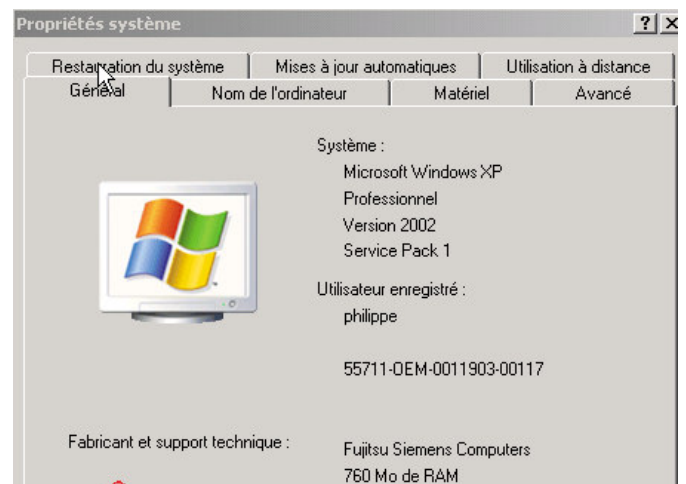 Propriétés système
Restauration du système Mises à jour automatiques Utilisation à distance
Général Nom de l'ordinateur Matériel Avancé
Système :
Microsoft Windows XP
Professionnel
Version 2002
Service Pack 1
Utilisateur enregistré :
philippe
55711-OEM-0011903-00117
Fabricant et support technique :
Fujitsu Siemens Computers
760 Mo de RAM